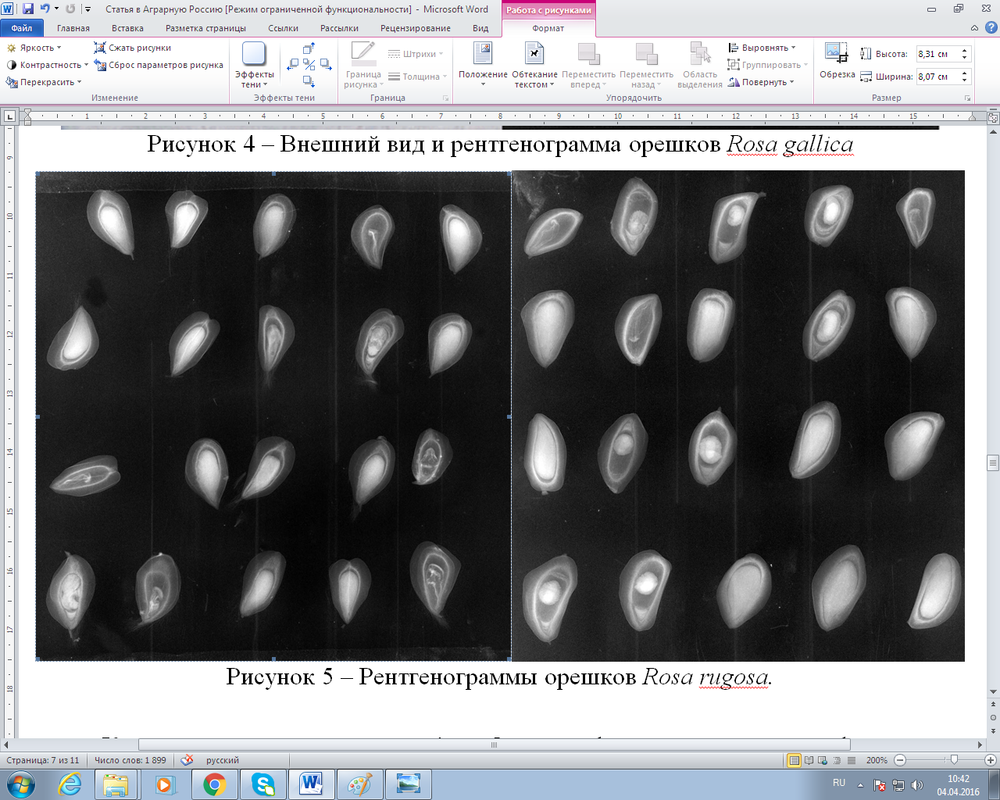 Статья в Аграрную Россию [Режим ограниченной функциональности] - Microsoft Word
Работа с рисунками
Файл Главная Вставка Разметка страницы Ссылки Рассылки Рецензирование Вид Формат
Яркость
Контрастность
Перекрасить
Сжать рисунки
Сброс параметров рисунка
Изменение
Эффекты тени
Эффекты тени
Граница рисунка
Штрихи
Толщина
Граница
Положение
Обтекание текстом
Переместить вперед
Переместить назад
Область выделения
Выровнять
Группировать
Повернуть
Упорядочить
Обрезка
Высота: 8,31 см
Ширина: 8,07 см
Размер
1 2 3 4 5 6 7 8 9 10 11 12 13 14 15
9
10
11
12
13
14
15
16
17
18
Рисунок 4 – Внешний вид и рентгенограмма орешков Rosa gallica
Рисунок 5 – Рентгенограммы орешков Rosa rugosa.
Страница: 7 из 11 Число слов: 1 899 русский 200%
RU
10:42
04.04.2016